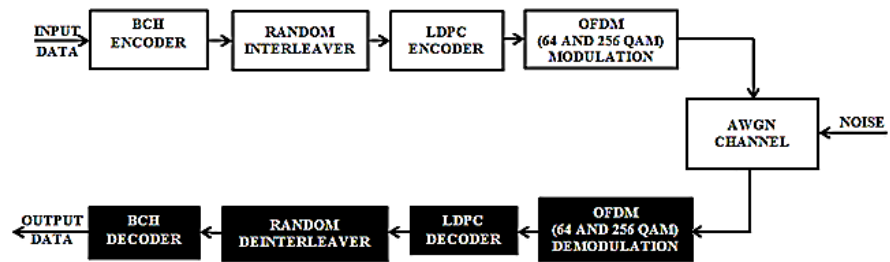 INPUT
DATA
BCH
ENCODER
RANDOM
INTERLEAVER
LDPC
ENCODER
OFDM
(64 AND 256 QAM)
MODULATION
AWGN
CHANNEL
NOISE
OUTPUT
DATA
BCH
DECODER
RANDOM
DEINTERLEAVER
LDPC
DECODER
OFDM
(64 AND 256 QAM)
DEMODULATION